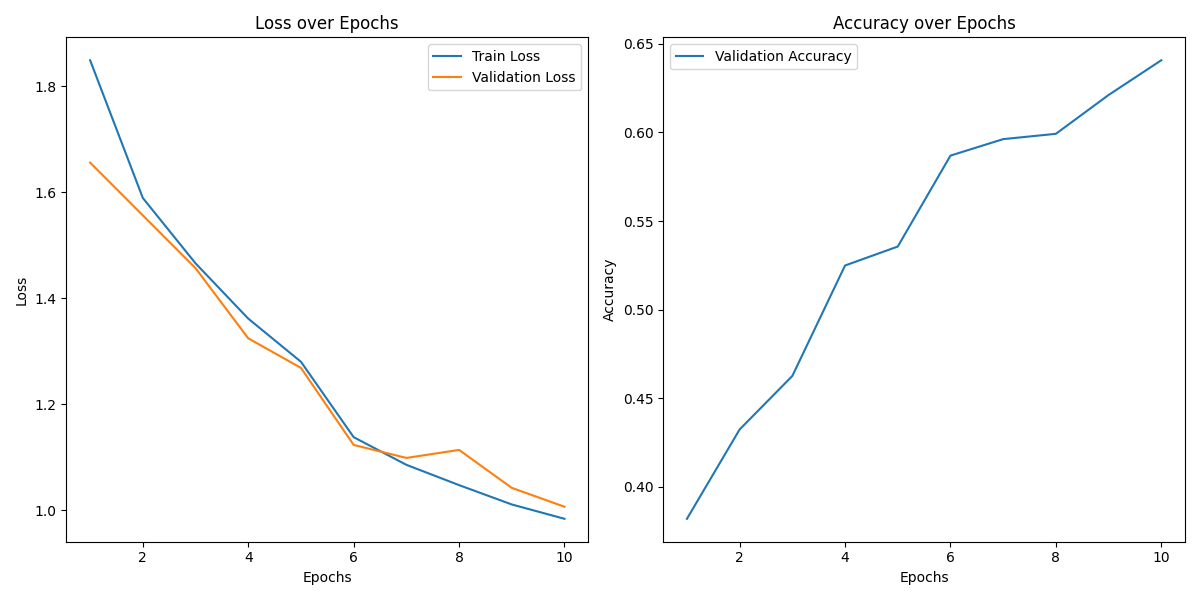 Loss over Epochs
Train Loss
Validation Loss
1.8
1.6
1.4
1.2
1.0
Loss
2
4
6
8
10
Epochs
Accuracy over Epochs
Validation Accuracy
0.65
0.60
0.55
0.50
0.45
0.40
Accuracy
2
4
6
8
10
Epochs